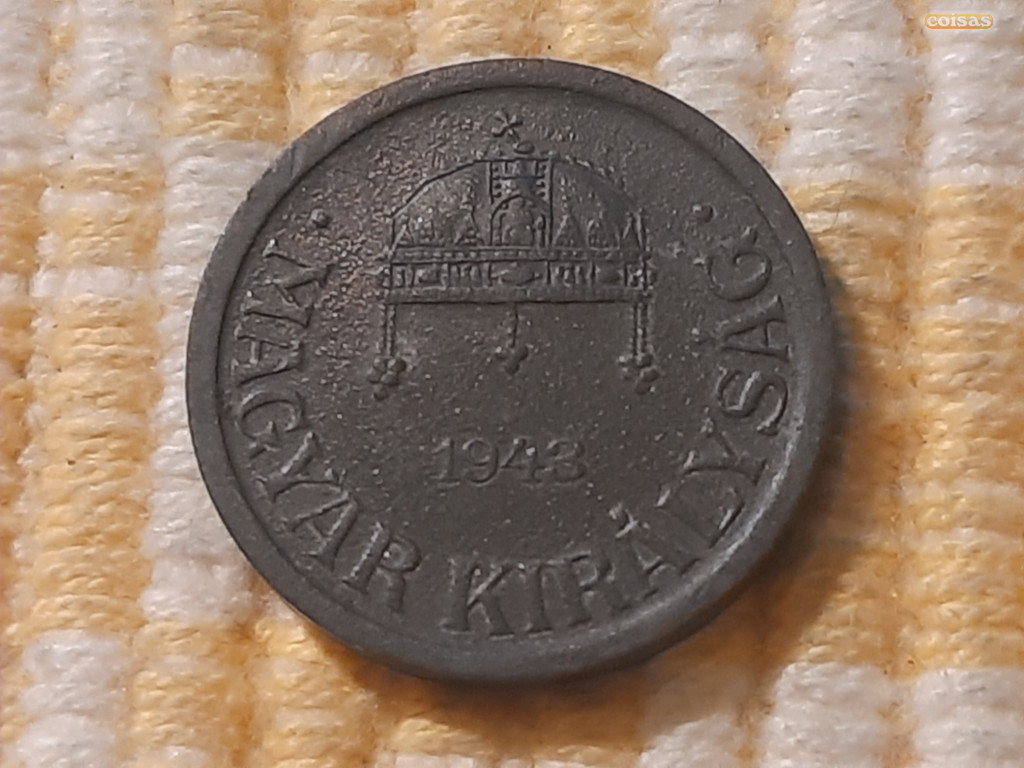 coisas
· MAGYAR KIRÁLYSÁG ·
1943